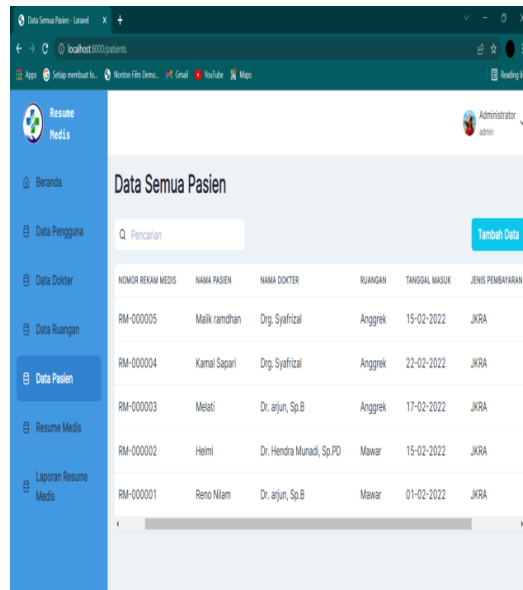 Data Semua Pasien - Laravel
localhost:8000/patients
Apps Setiap membuat fo... Nonton Film Demo... Gmail YouTube Maps Reading li
Resume
Medis
Administrator
admin
Beranda
Data Semua Pasien
Data Pengguna
Pencarian
Tambah Data
Data Dokter
NOMOR REKAM MEDIS NAMA PASIEN NAMA DOKTER RUANGAN TANGGAL MASUK JENIS PEMBAYARAN
RM-000005 Malik ramdhan Drg. Syafrizal Anggrek 15-02-2022 JKRA
Data Ruangan
RM-000004 Kamal Sapari Drg. Syafrizal Anggrek 22-02-2022 JKRA
Data Pasien
RM-000003 Melati Dr. arjun, Sp.B Anggrek 17-02-2022 JKRA
Resume Medis
RM-000002 Helmi Dr. Hendra Munadi, Sp.PD Mawar 15-02-2022 JKRA
Laporan Resume
Medis
RM-000001 Reno Nilam Dr. arjun, Sp.B Mawar 01-02-2022 JKRA